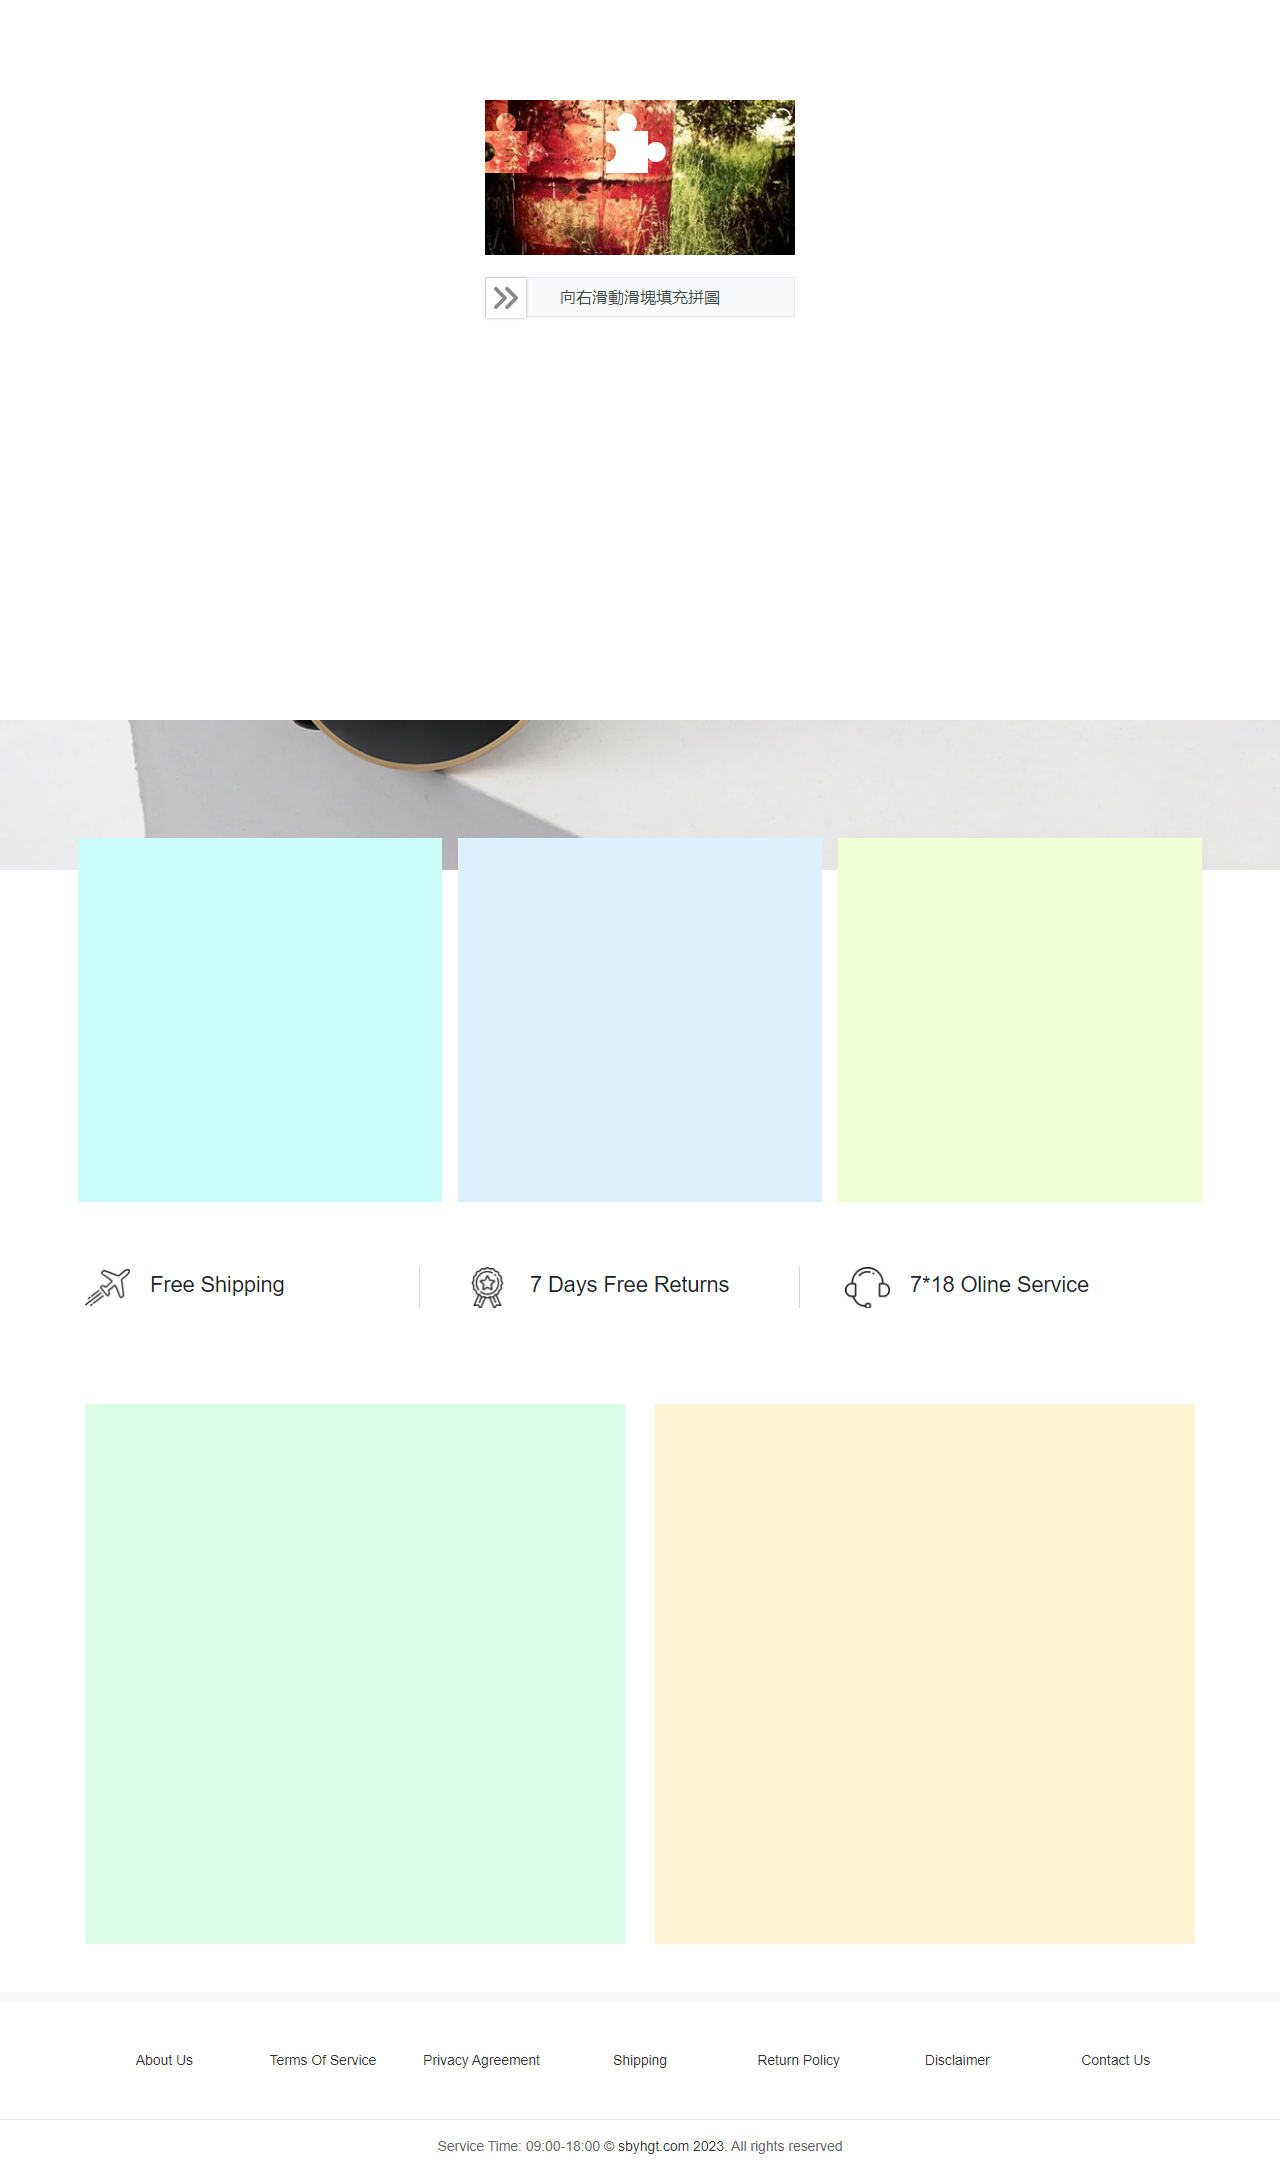 向右滑動滑塊填充拼圖
Free Shipping
7 Days Free Returns
7*18 Oline Service
About Us
Terms Of Service
Privacy Agreement
Shipping
Return Policy
Disclaimer
Contact Us
Service Time: 09:00-18:00 © sbyhgt.com 2023. All rights reserved